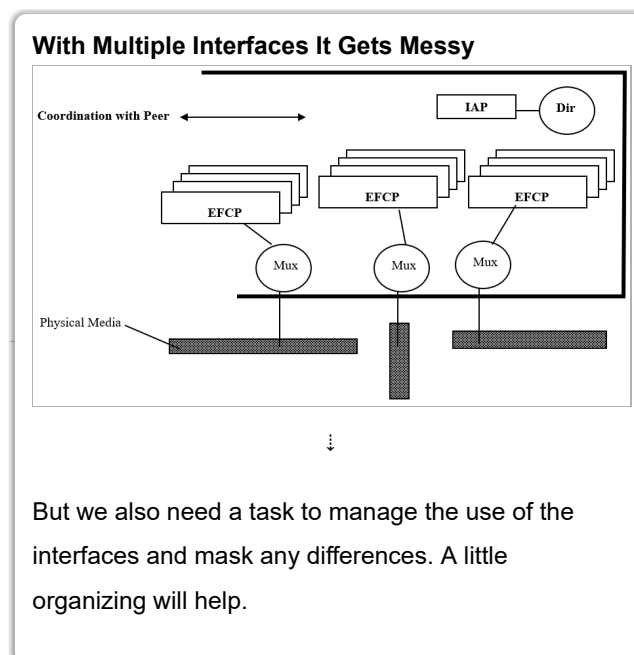 With Multiple Interfaces It Gets Messy
IAP
Dir
Coordination with Peer
EFCP
EFCP
EFCP
Mux
Mux
Mux
Physical Media
But we also need a task to manage the use of the
interfaces and mask any differences. A little
organizing will help.